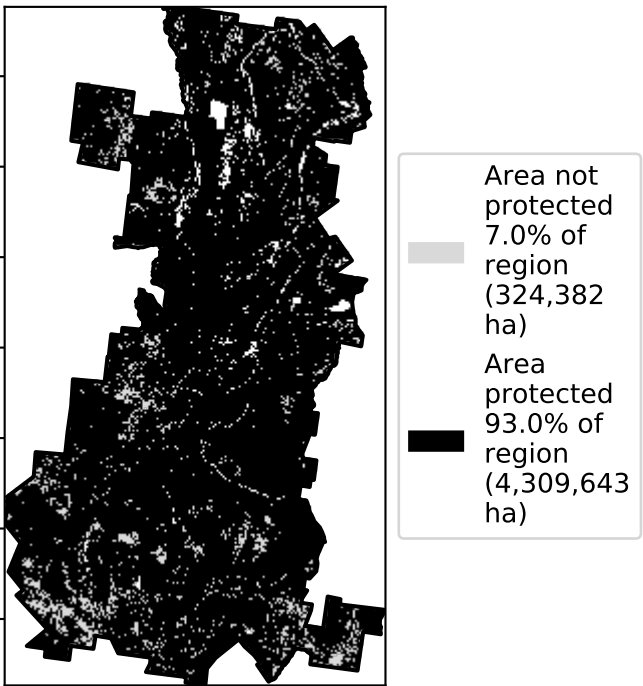 Area not
protected
7.0% of
region
(324,382
ha)
Area
protected
93.0% of
region
(4,309,643
ha)